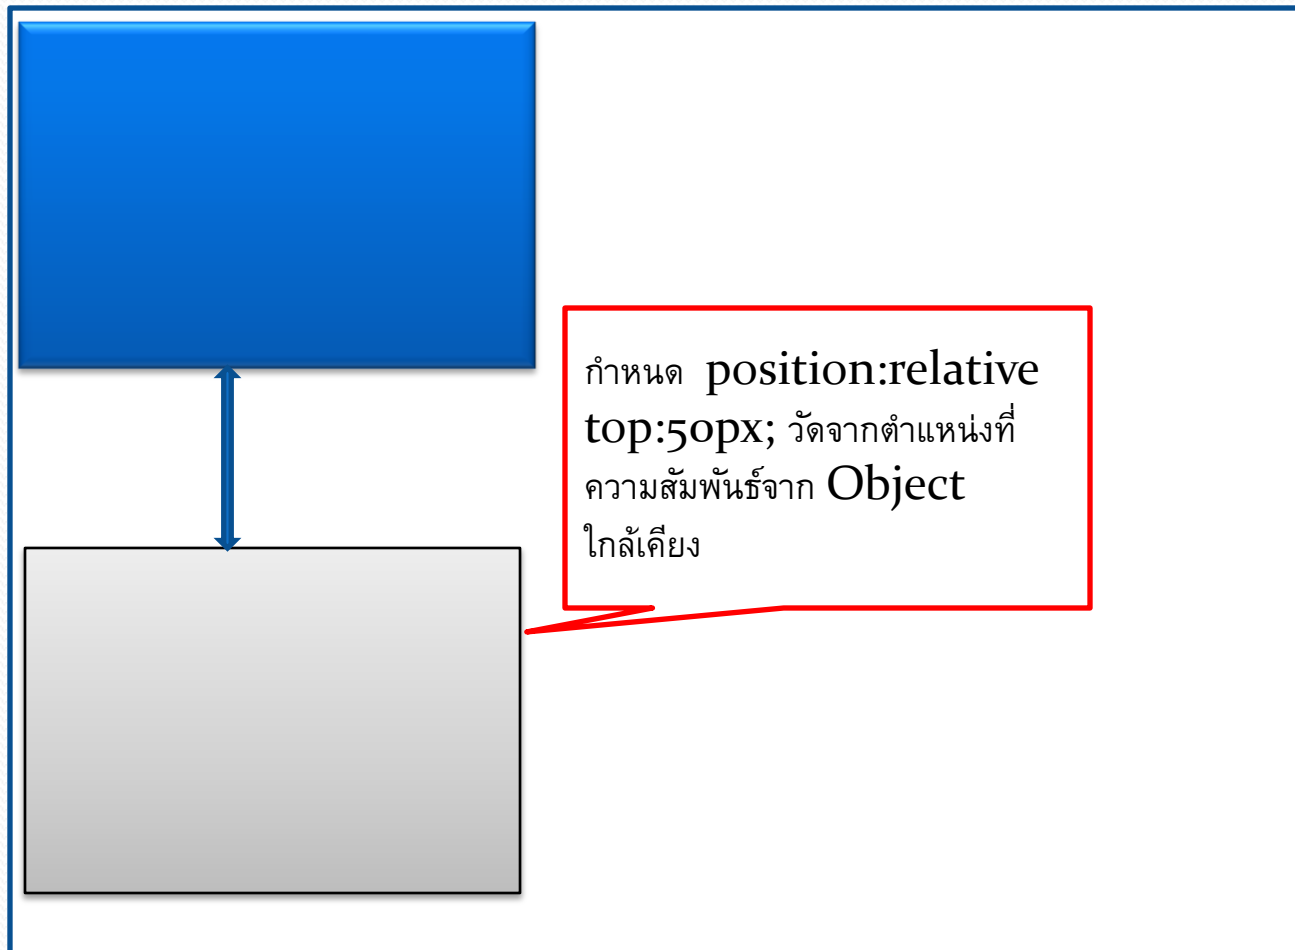 กำหนด position:relative
top:50px; วัดจากตำแหน่งที่
ความสัมพันธ์จาก Object
ใกล้เคียง